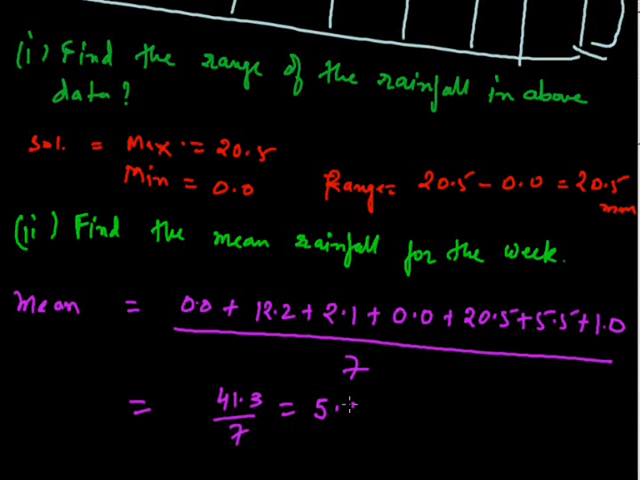 (i) Find the range of the rainfall in above
data?
Sol. = Max. = 20.5
Min = 0.0 Range = 20.5 - 0.0 = 20.5
mm
(ii) Find the mean rainfall for the week.
Mean = 0.0 + 12.2 + 2.1 + 0.0 + 20.5 + 5.5 + 1.0
7
= 41.3 = 5.
7